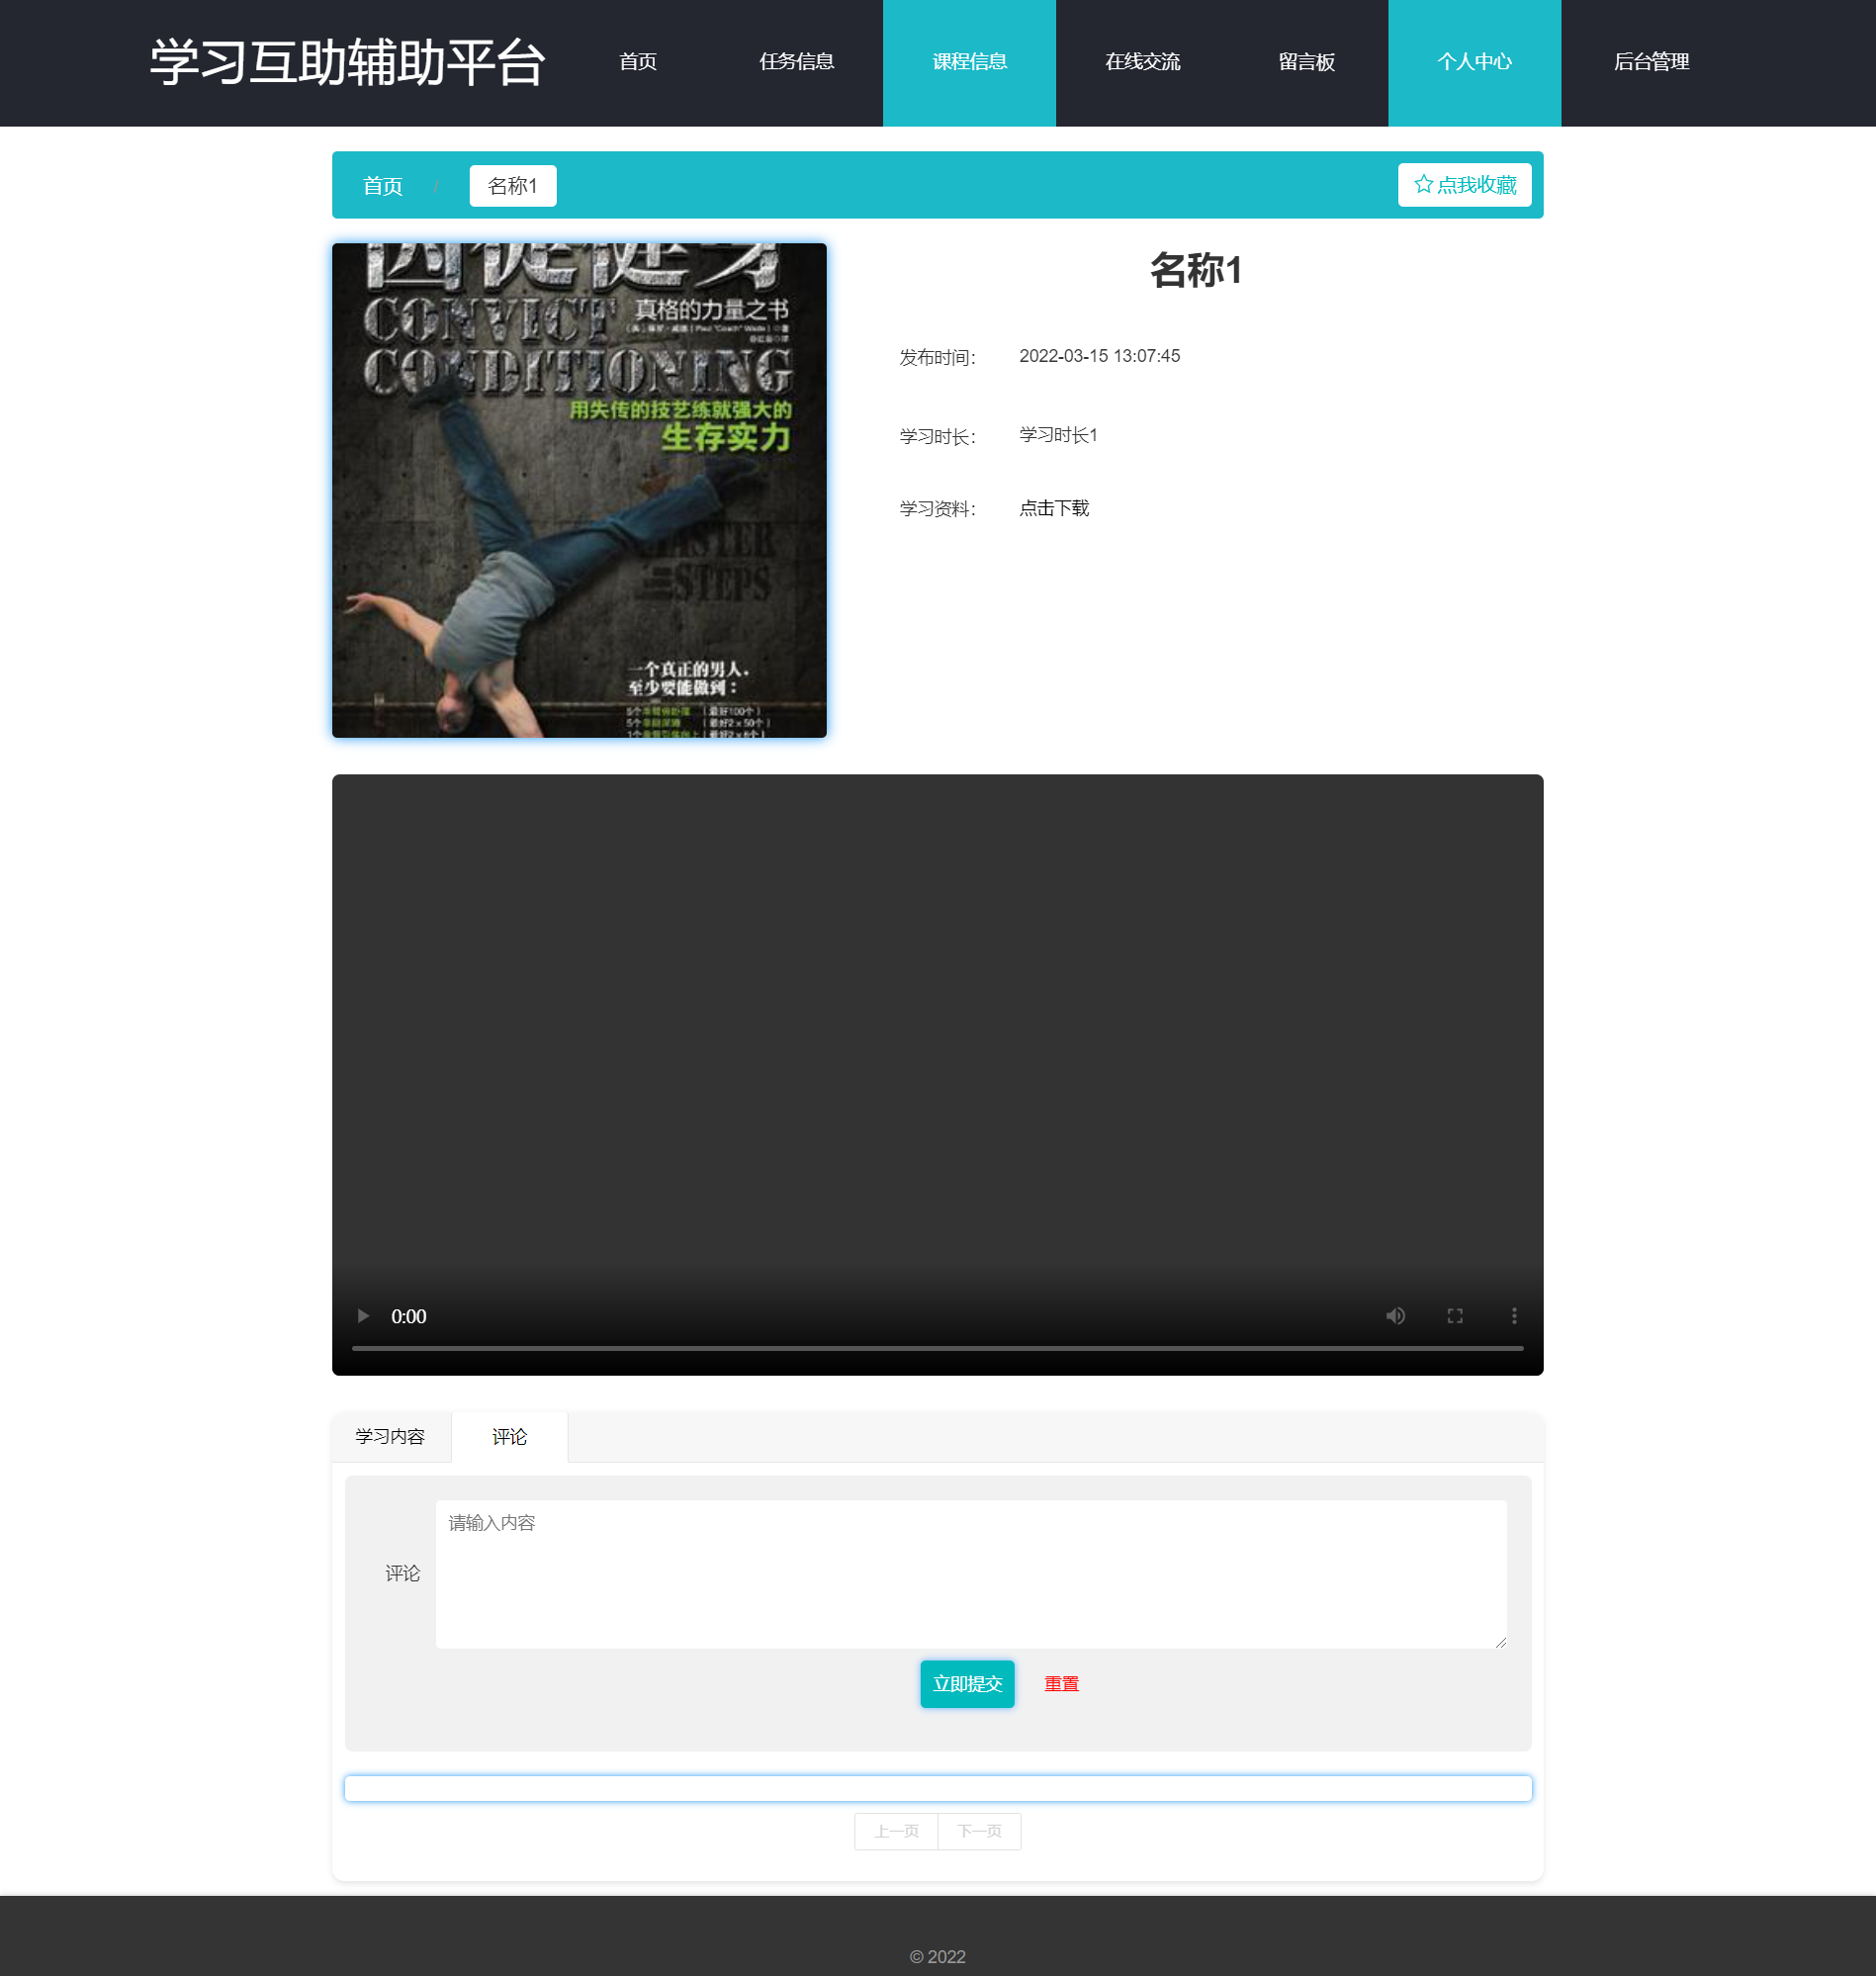 学习互助辅助平台
首页
任务信息
课程信息
在线交流
留言板
个人中心
后台管理
首页 / 名称1
点我收藏
囚徒健身
CONVICT
真格的力量之书
CONDITIONING
用失传的技艺练就强大的
生存实力
STEPS
一个真正的男人，
至少要能做到：
名称1
发布时间： 2022-03-15 13:07:45
学习时长： 学习时长1
学习资料： 点击下载
0:00
学习内容
评论
评论
请输入内容
立即提交
重置
上一页
下一页
© 2022